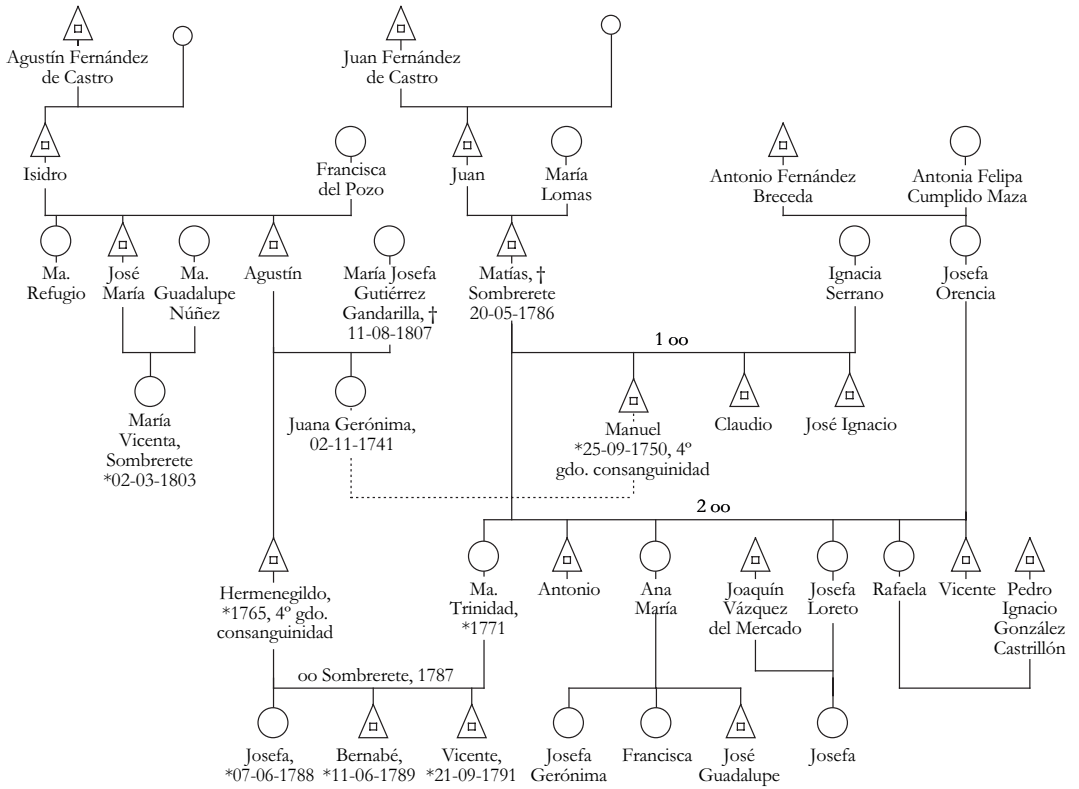 Agustín Fernández
de Castro
Juan Fernández
de Castro
Isidro
Francisca
del Pozo
Juan
María
Lomas
Antonio Fernández
Breceda
Antonia Felipa
Cumplido Maza
Ma.
Refugio
José
María
Ma.
Guadalupe
Núñez
Agustín
María Josefa
Gutiérrez
Gandarilla, †
11-08-1807
Matías, †
Sombrerete
20-05-1786
Ignacia
Serrano
Josefa
Orencia
1 oo
María
Vicenta,
Sombrerete
*02-03-1803
Juana Gerónima,
02-11-1741
Manuel
*25-09-1750, 4º
gdo. consanguinidad
Claudio
José Ignacio
2 oo
Hermenegildo,
*1765, 4º gdo.
consanguinidad
Ma.
Trinidad,
*1771
Antonio
Ana
María
Joaquín
Vázquez
del Mercado
Josefa
Loreto
Rafaela
Vicente
Pedro
Ignacio
González
Castrillón
oo Sombrerete, 1787
Josefa,
*07-06-1788
Bernabé,
*11-06-1789
Vicente,
*21-09-1791
Josefa
Gerónima
Francisca
José
Guadalupe
Josefa